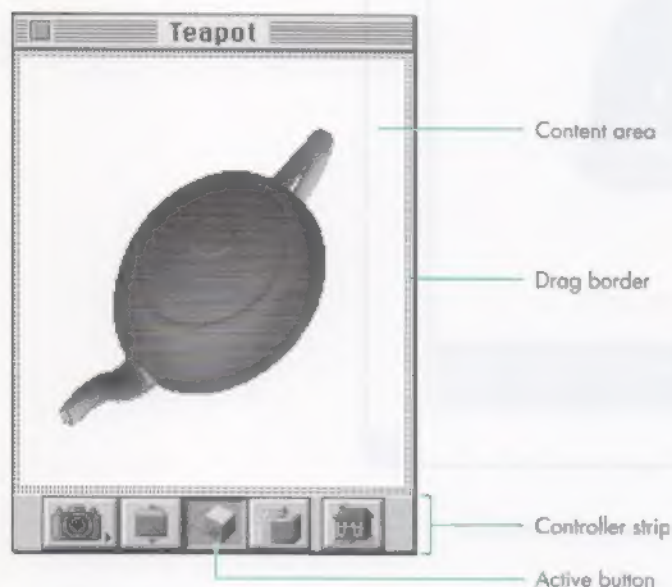 Teapot
Content area
Drag border
Controller strip
Active button